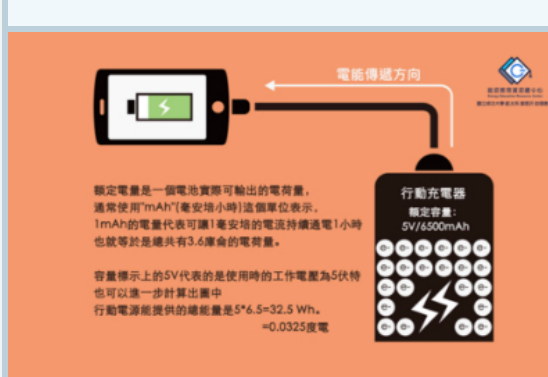 電能傳遞方向
行動充電器
額定容量:
5V/6500mAh
額定電量是一個電池實際可輸出的電荷量，
通常使用"mAh"(毫安培小時)這個單位表示，
1mAh的電量代表可讓1毫安培的電流持續通電1小時
也就等於是總共有3.6庫侖的電荷量。
容量標示上的5V代表的是使用時的工作電壓為5伏特
也可以進一步計算出圖中
行動電源能提供的總能量是5*6.5=32.5 Wh。
=0.0325度電
e- e- e- e- e- e-
e- e- e- e- e- e-
e- e- e- e-
e- e- e-
e- e- e- e-